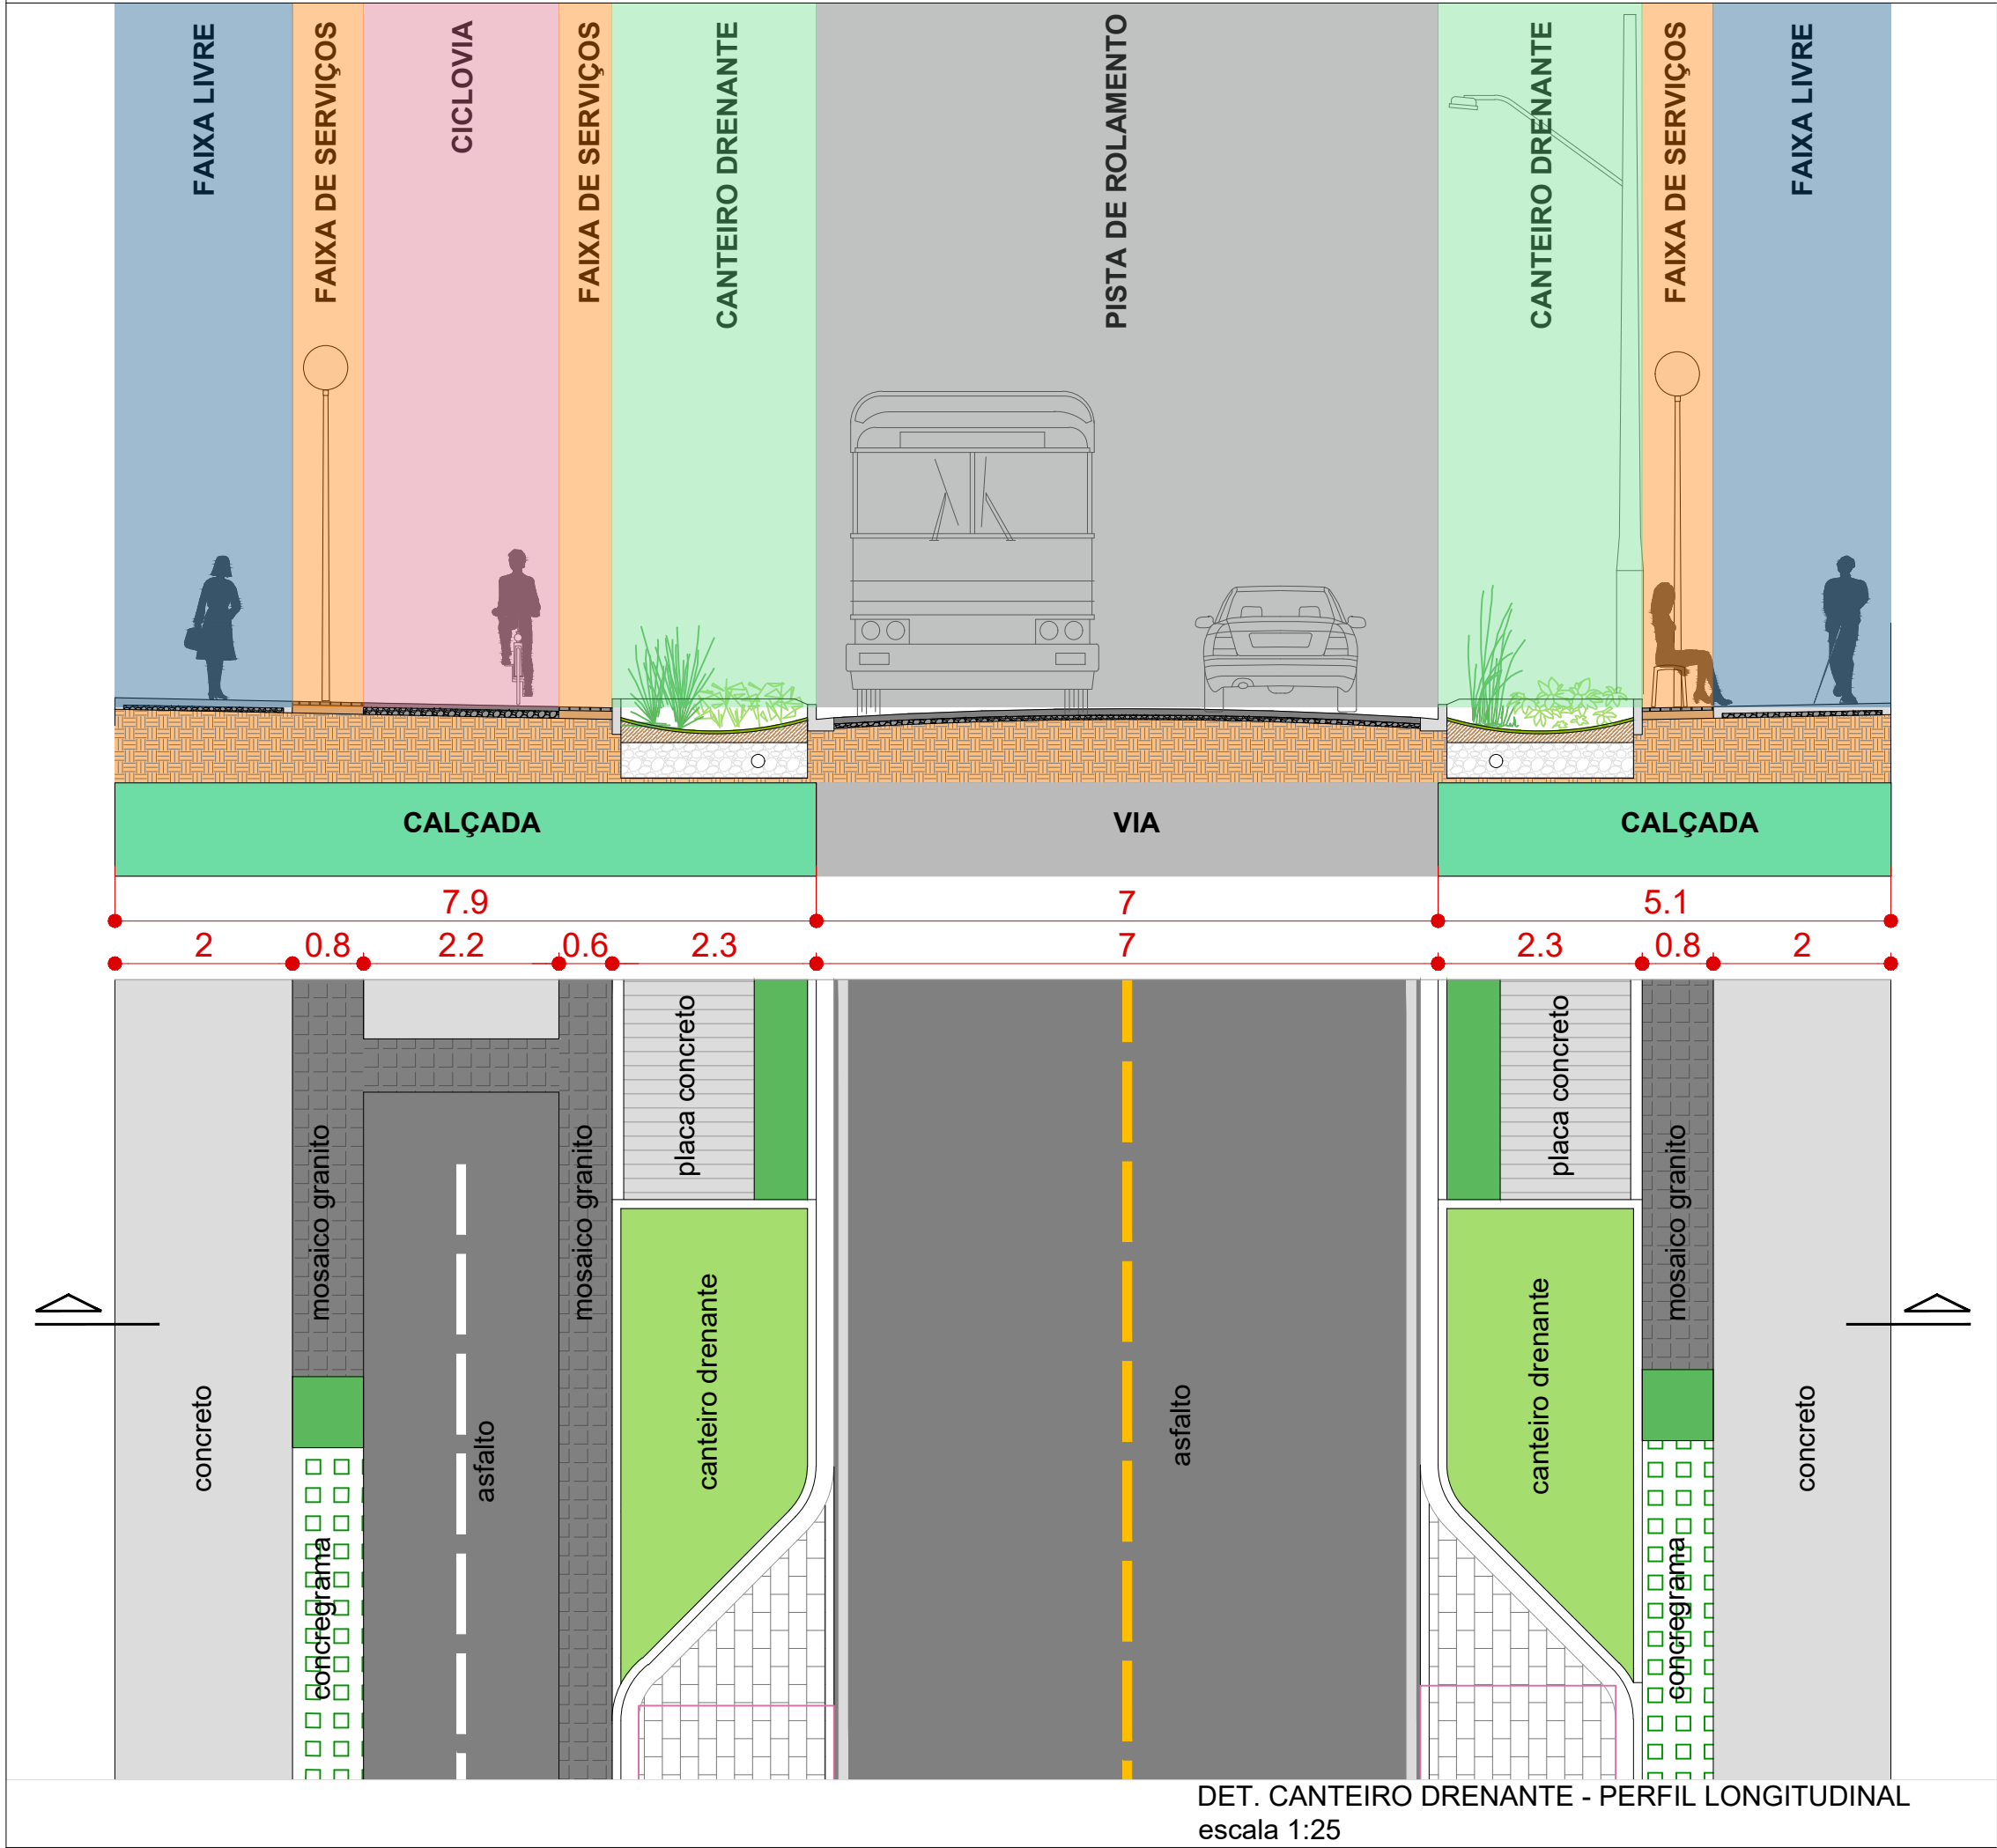 FAIXA LIVRE
FAIXA DE SERVIÇOS
CICLOVIA
FAIXA DE SERVIÇOS
CANTEIRO DRENANTE
PISTA DE ROLAMENTO
CANTEIRO DRENANTE
FAIXA DE SERVIÇOS
FAIXA LIVRE
CALÇADA
VIA
CALÇADA
7.9
7
5.1
2
0.8
2.2
0.6
2.3
7
2.3
0.8
2
concreto
mosaico granito
concregrama
asfalto
mosaico granito
placa concreto
canteiro drenante
asfalto
placa concreto
canteiro drenante
mosaico granito
concregrama
concreto
DET. CANTEIRO DRENANTE - PERFIL LONGITUDINAL
escala 1:25